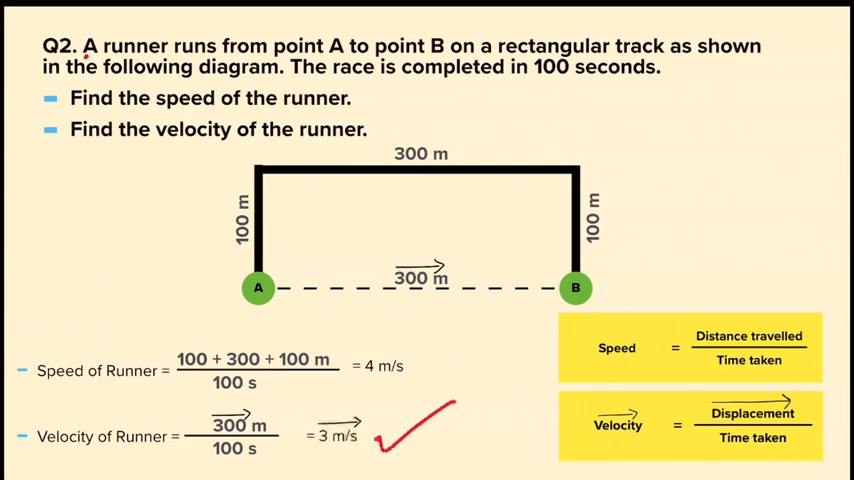 Q2. A runner runs from point A to point B on a rectangular track as shown
in the following diagram. The race is completed in 100 seconds.
Find the speed of the runner.
Find the velocity of the runner.
300 m
100 m
100 m
300 m
A
B
Speed of Runner = 100 + 300 + 100 m / 100 s = 4 m/s
Velocity of Runner = 300 m / 100 s = 3 m/s
Speed = Distance travelled / Time taken
Velocity = Displacement / Time taken